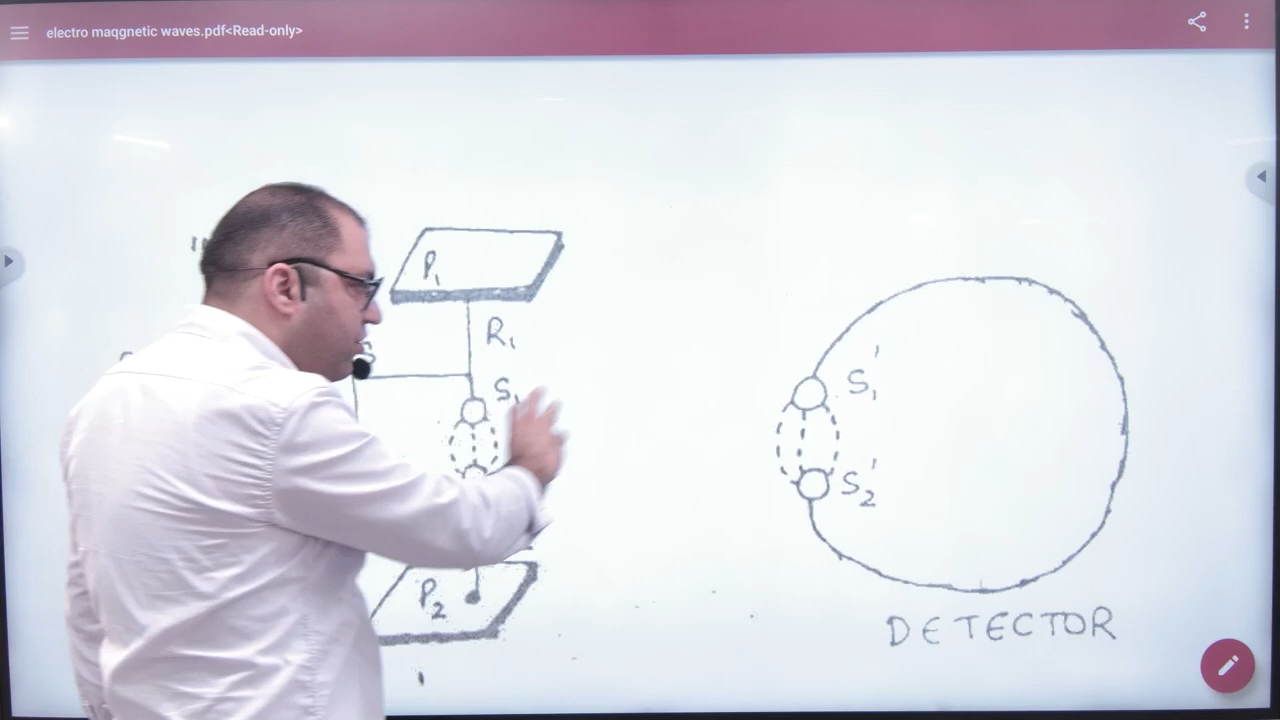 electro maqgnetic waves.pdf<Read-only>
P₁
R₁
S₁
S₁'
S₂'
P₂
DETECTOR